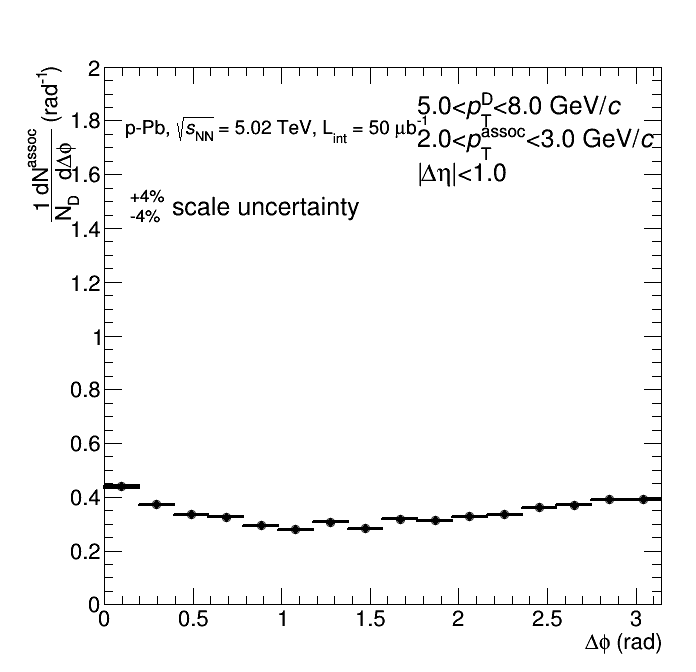 1 dN^assoc
N_D dΔϕ (rad^-1)
p-Pb, √s_NN = 5.02 TeV, L_int = 50 μb^-1
5.0<p_T^D<8.0 GeV/c
2.0<p_T^assoc<3.0 GeV/c
|Δη|<1.0
+4%
-4% scale uncertainty
2
1.8
1.6
1.4
1.2
1
0.8
0.6
0.4
0.2
0
0 0.5 1 1.5 2 2.5 3
Δϕ (rad)